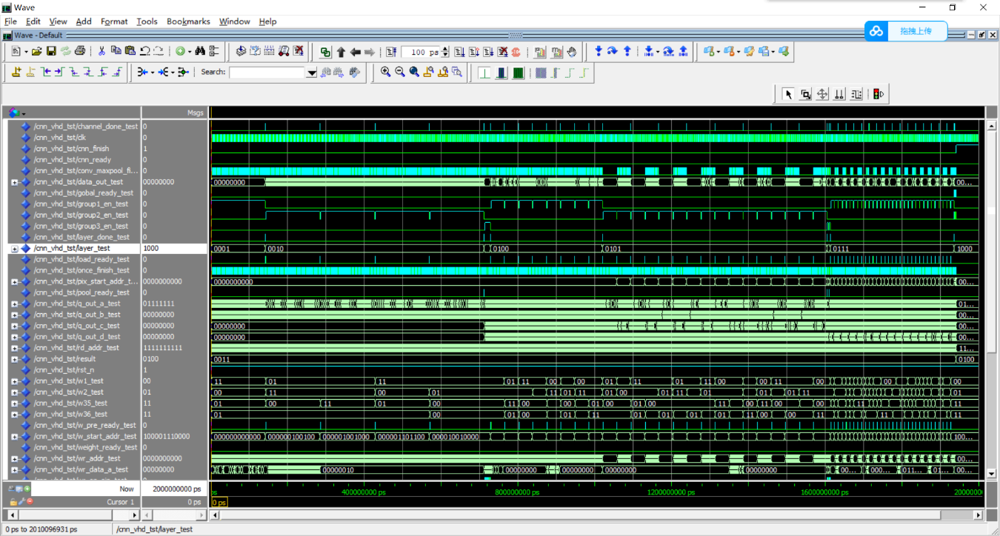 Wave
File Edit View Add Format Tools Bookmarks Window Help
Wave - Default
拖拽上传
100 ps
Search:
Msgs
/cnn_vhd_tst/channel_done_test 0
/cnn_vhd_tst/clk 0
/cnn_vhd_tst/cnn_finish 1
/cnn_vhd_tst/cnn_ready 0
/cnn_vhd_tst/conv_maxpool_fi... 0
/cnn_vhd_tst/data_out_test 00000000 00000000 00...
/cnn_vhd_tst/gobal_ready_test 0
/cnn_vhd_tst/group1_en_test 0
/cnn_vhd_tst/group2_en_test 0
/cnn_vhd_tst/group3_en_test 0
/cnn_vhd_tst/layer_done_test 0
/cnn_vhd_tst/layer_test 1000 0001 0010 0100 0101 0111 1000
/cnn_vhd_tst/load_ready_test 0
/cnn_vhd_tst/once_finish_test 0
/cnn_vhd_tst/pix_start_addr_t... 0000000000 0000000000 00...
/cnn_vhd_tst/pool_ready_test 0
/cnn_vhd_tst/q_out_a_test 01111111 01...
/cnn_vhd_tst/q_out_b_test 00000000 00...
/cnn_vhd_tst/q_out_c_test 00000000 00000000 00...
/cnn_vhd_tst/q_out_d_test 00000000 00000000 00...
/cnn_vhd_tst/rd_addr_test 1111111111 11...
/cnn_vhd_tst/result 0100 0011 0100
/cnn_vhd_tst/rst_n 1
/cnn_vhd_tst/w1_test 00 11 01 11 01 11 00 00 01 11 01 11 00 00 11 00 00 00
/cnn_vhd_tst/w2_test 01 00 11 00 01 11 01 11 01 00 01 11 01 11 01 01 11 01
/cnn_vhd_tst/w35_test 11 01 00 11 01 00 11 00 00 00 01 00 01 00 11 00 11 00 00 11 11
/cnn_vhd_tst/w36_test 11 01 00 01 00 01 00 11 01 01 01 11 00 01 00 11 11
/cnn_vhd_tst/w_pre_ready_test 0
/cnn_vhd_tst/w_start_addr_test 100001110000 000000000000 000000100100 000001001000 000001101100 000010010000 100...
/cnn_vhd_tst/weight_ready_test 0
/cnn_vhd_tst/wr_addr_test 0000000000 00...
/cnn_vhd_tst/wr_data_a_test 00000000 00000010 00000000 00000000 00000000 00000000 00... 000... 011... 01... 00...
Now 2000000000 ps ps 400000000 ps 800000000 ps 1200000000 ps 1600000000 ps 20000000
Cursor 1 0 ps 0 ps
0 ps to 2010096931 ps /cnn_vhd_tst/layer_test